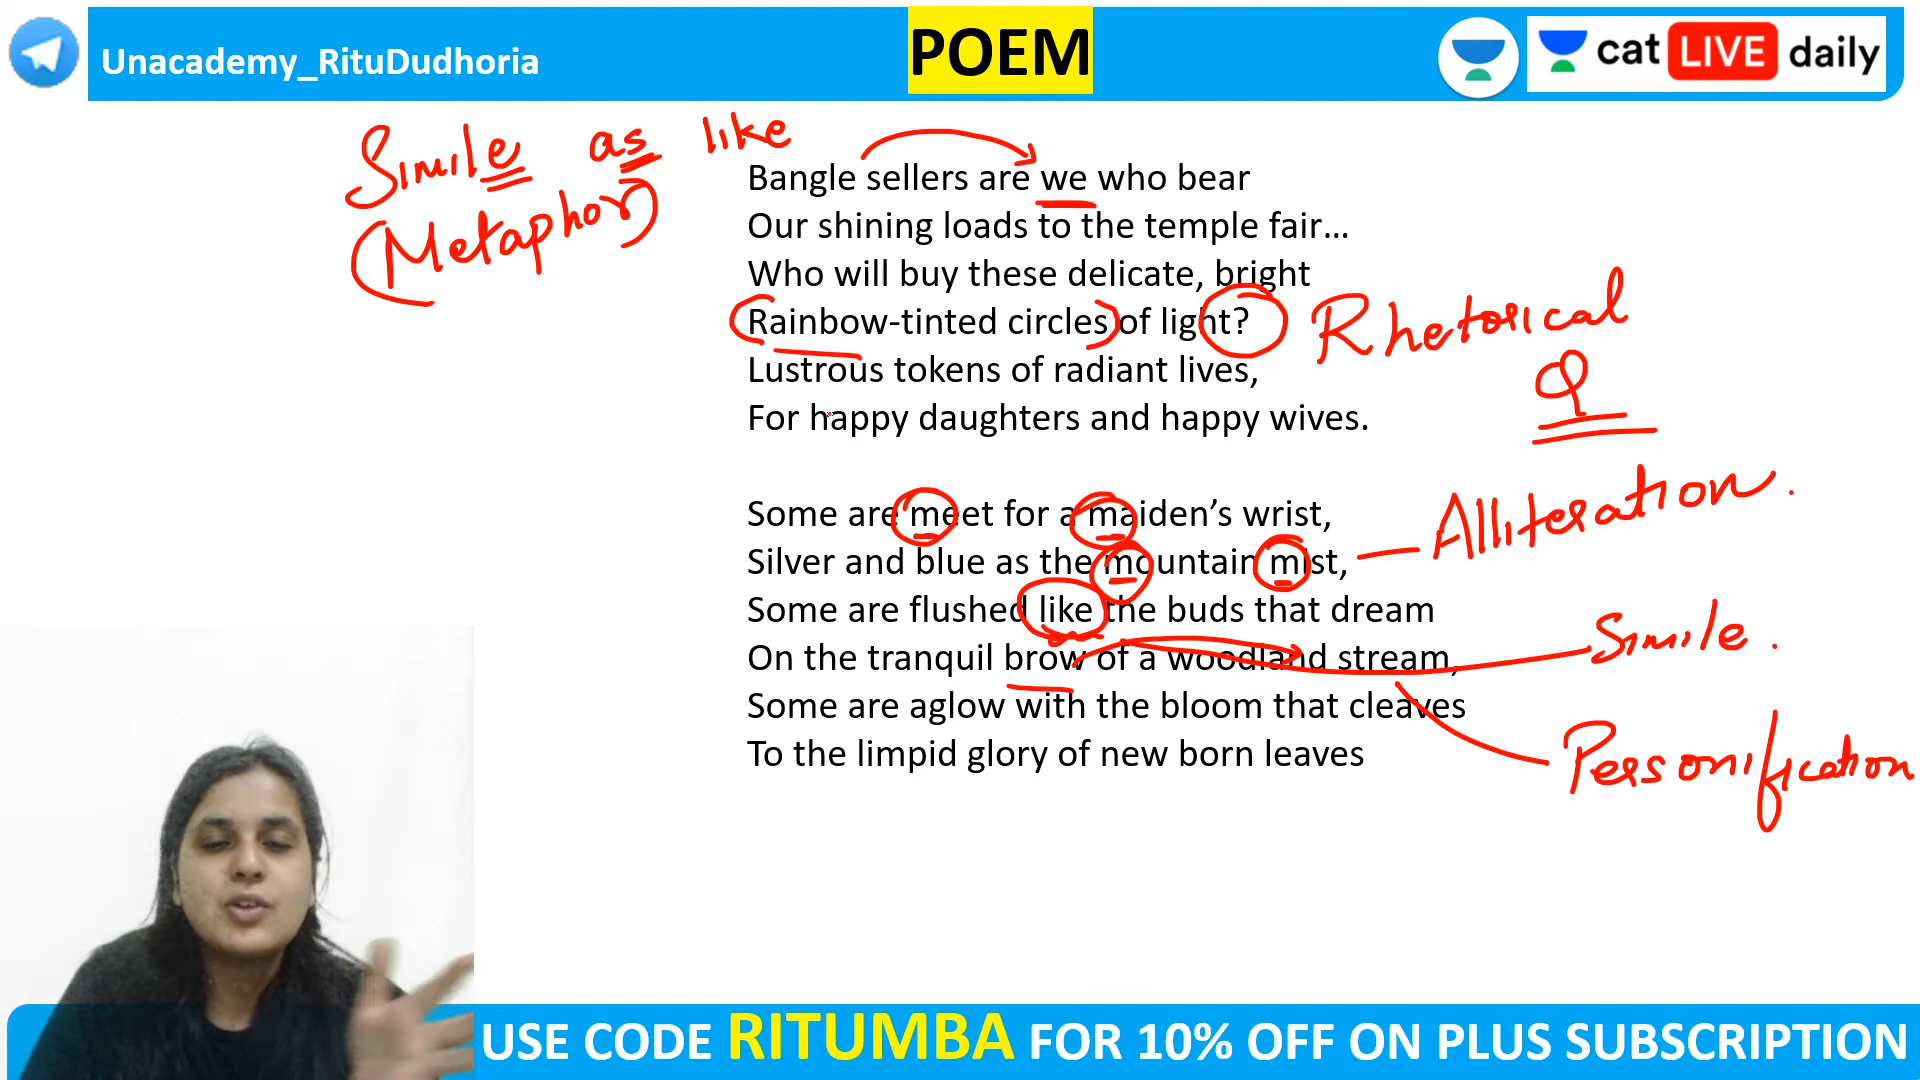 Unacademy_RituDudhoria
POEM
cat LIVE daily
Simile as like
(Metaphor)
Bangle sellers are we who bear
Our shining loads to the temple fair...
Who will buy these delicate, bright
Rainbow-tinted circles of light?
Lustrous tokens of radiant lives,
For happy daughters and happy wives.
Rhetorical
Q
Some are meet for a maiden’s wrist,
Silver and blue as the mountain mist,
Some are flushed like the buds that dream
On the tranquil brow of a woodland stream,
Some are aglow with the bloom that cleaves
To the limpid glory of new born leaves
Alliteration.
Simile.
Personification
USE CODE RITUMBA FOR 10% OFF ON PLUS SUBSCRIPTION